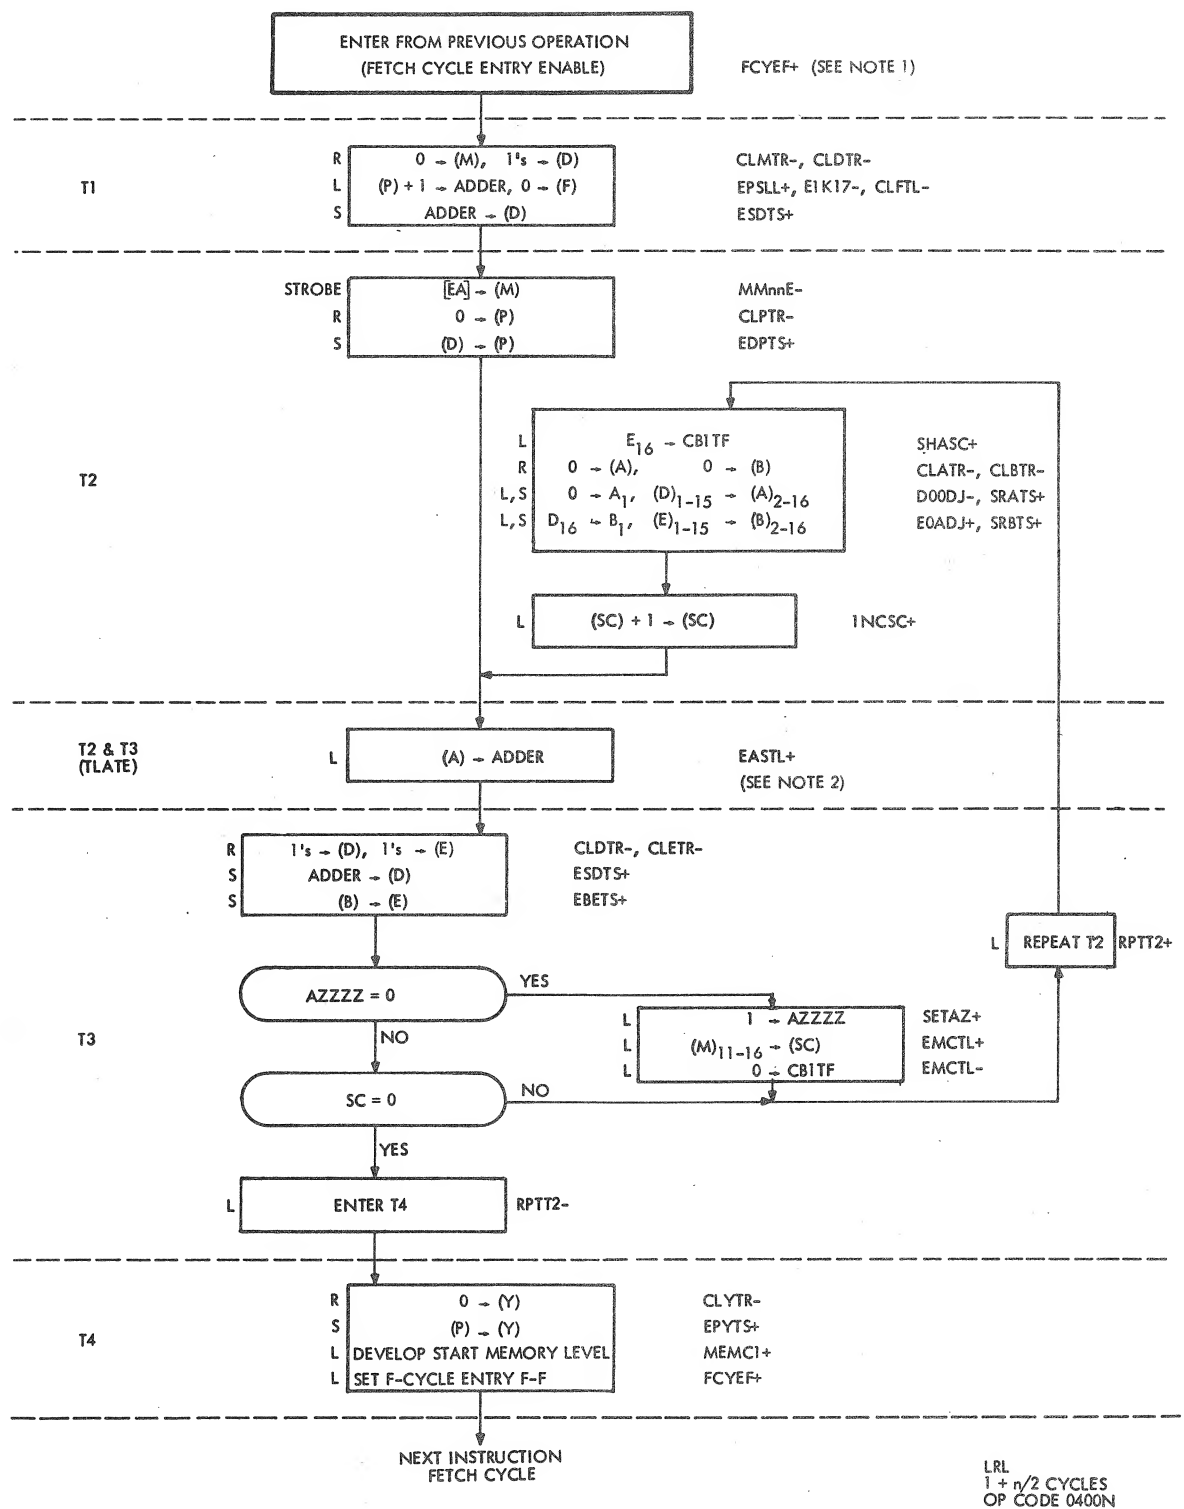 ENTER FROM PREVIOUS OPERATION
(FETCH CYCLE ENTRY ENABLE)
FCYEF+ (SEE NOTE 1)
T1
R 0 → (M), 1's → (D) CLMTR-, CLDTR-
L (P) + 1 → ADDER, 0 → (F) EPSLL+, E1K17-, CLFTL-
S ADDER → (D) ESDTS+
STROBE [EA] → (M) MMnnE-
R 0 → (P) CLPTR-
S (D) → (P) EDPTS+
T2
L E16 → CB1TF SHASC+
R 0 → (A), 0 → (B) CLATR-, CLBTR-
L,S 0 → A1, (D)1-15 → (A)2-16 D00DJ-, SRATS+
L,S D16 → B1, (E)1-15 → (B)2-16 E0ADJ+, SRBTS+
L (SC) + 1 → (SC) 1NCSC+
T2 & T3
(TLATE)
L (A) → ADDER EASTL+
(SEE NOTE 2)
R 1's → (D), 1's → (E) CLDTR-, CLETR-
S ADDER → (D) ESDTS+
S (B) → (E) EBETS+
L REPEAT T2 RPTT2+
AZZZZ = 0
YES
T3
NO
L 1 → AZZZZ SETAZ+
L (M)11-16 → (SC) EMCTL+
L 0 → CB1TF EMCTL-
SC = 0
NO
YES
L ENTER T4 RPTT2-
T4
R 0 → (Y) CLYTR-
S (P) → (Y) EPYTS+
L DEVELOP START MEMORY LEVEL MEMC1+
L SET F-CYCLE ENTRY F-F FCYEF+
NEXT INSTRUCTION
FETCH CYCLE
LRL
1 + n/2 CYCLES
OP CODE 0400N